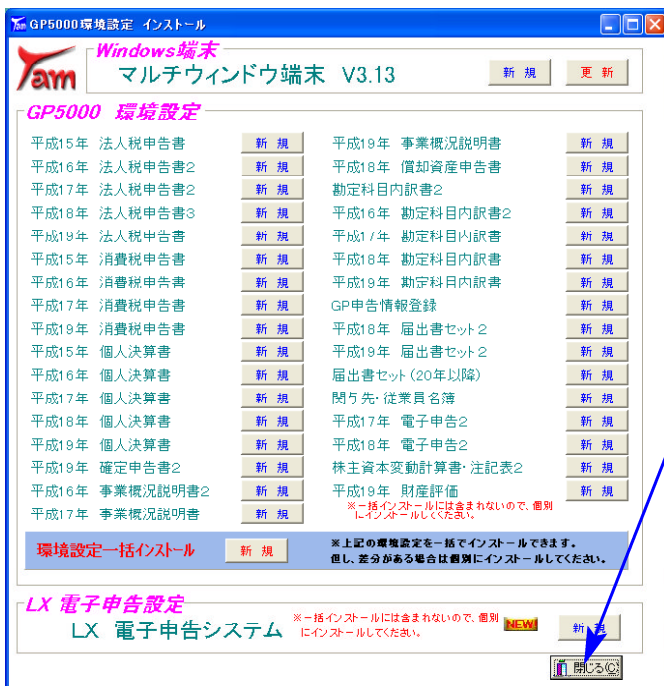 GP5000環境設定 インストール
Yam
Windows端末
マルチウィンドウ端末 V3.13 新規 更新
GP5000 環境設定
平成15年 法人税申告書 新規
平成16年 法人税申告書2 新規
平成17年 法人税申告書2 新規
平成18年 法人税申告書3 新規
平成19年 法人税申告書 新規
平成15年 消費税申告書 新規
平成16年 消費税申告書 新規
平成17年 消費税申告書 新規
平成19年 消費税申告書 新規
平成15年 個人決算書 新規
平成16年 個人決算書 新規
平成17年 個人決算書 新規
平成18年 個人決算書 新規
平成19年 個人決算書 新規
平成19年 確定申告書2 新規
平成16年 事業概況説明書2 新規
平成17年 事業概況説明書 新規
平成19年 事業概況説明書 新規
平成18年 償却資産申告書 新規
勘定科目内訳書2 新規
平成16年 勘定科目内訳書2 新規
平成17年 勘定科目内訳書 新規
平成18年 勘定科目内訳書 新規
平成19年 勘定科目内訳書 新規
GP申告情報登録 新規
平成18年 届出書セット2 新規
平成19年 届出書セット2 新規
届出書セット(20年以降) 新規
関与先・従業員名簿 新規
平成17年 電子申告2 新規
平成18年 電子申告2 新規
株主資本変動計算書・注記表2 新規
平成19年 財産評価 新規
※一括インストールには含まれないので、個別
にインストールしてください。
環境設定一括インストール 新規
※上記の環境設定を一括でインストールできます。
但し、差分がある場合は個別にインストールしてください。
LX 電子申告設定
LX 電子申告システム
※一括インストールには含まれないので、個別
にインストールしてください。
NEW! 新規
閉じる(C)